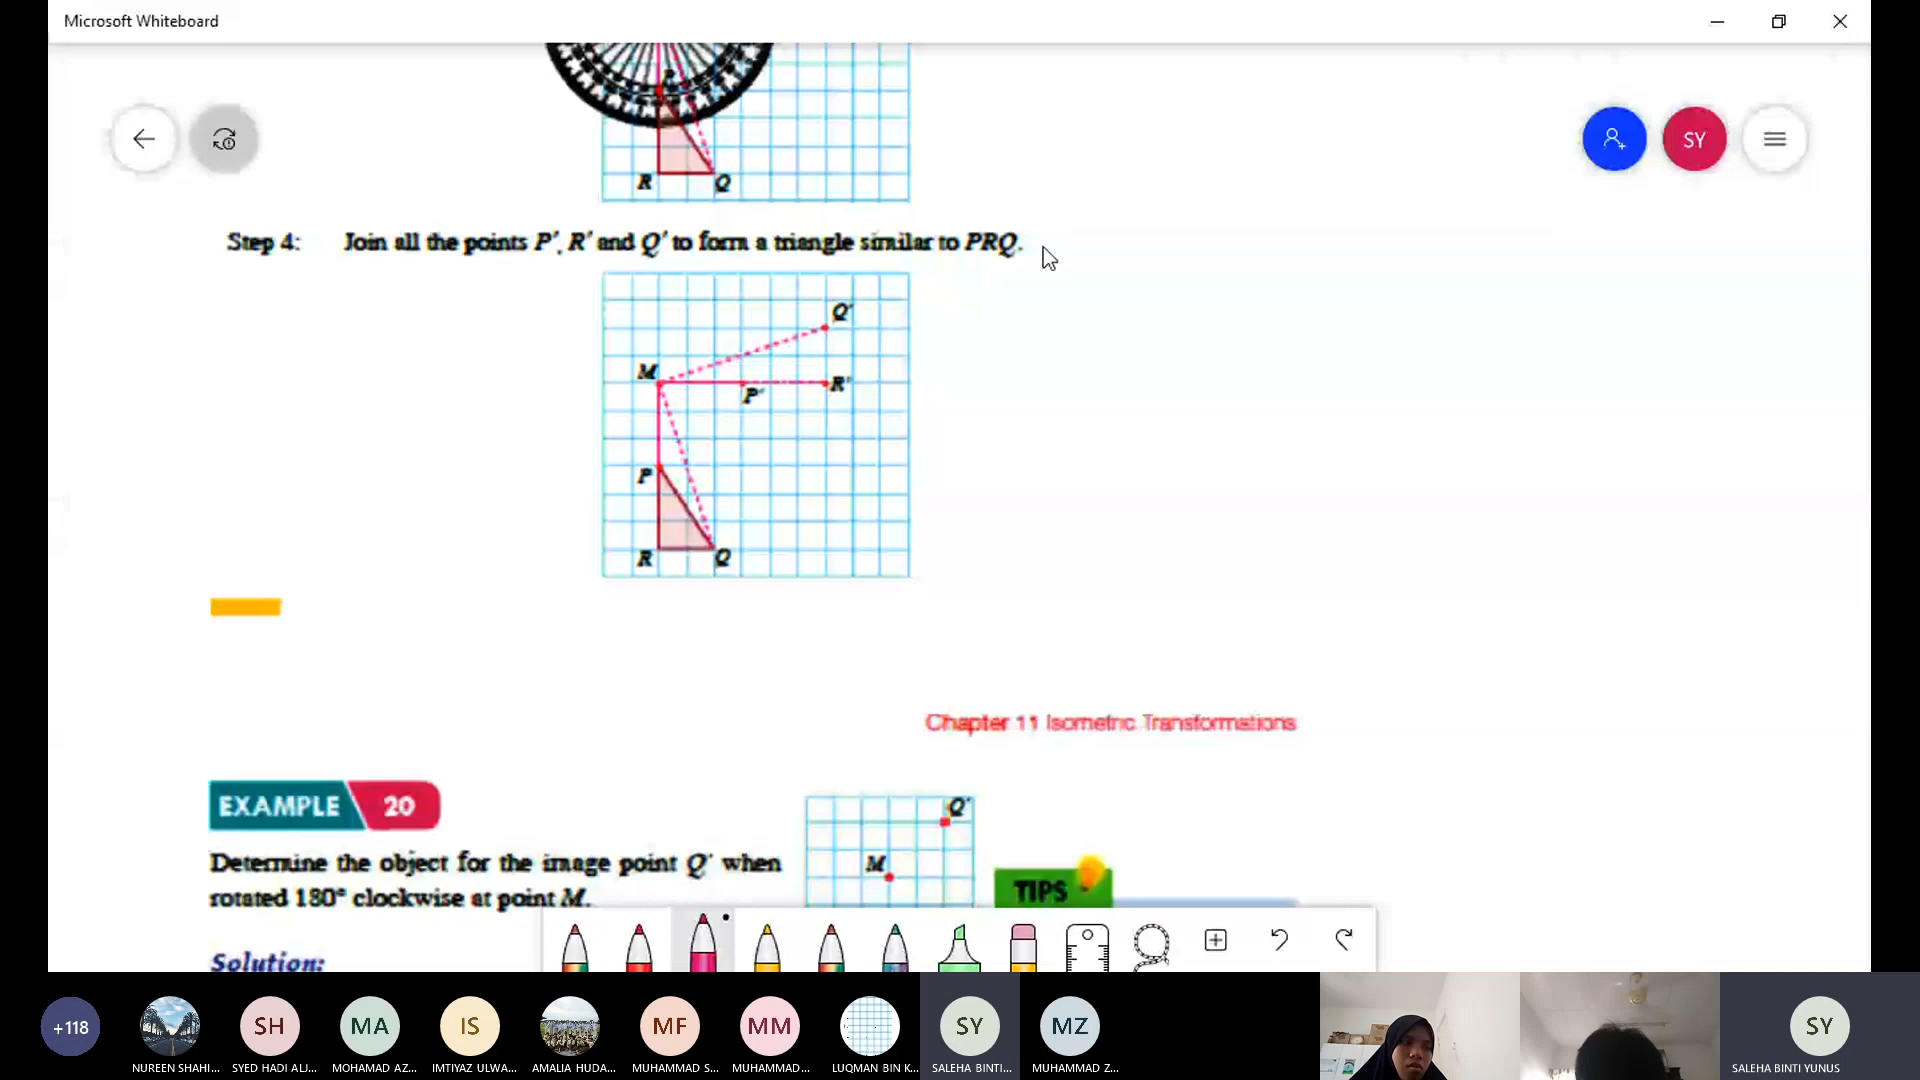 Microsoft Whiteboard
SY
R Q
Step 4: Join all the points P′, R′ and Q′ to form a triangle similar to PRQ.
Q′
M
P′ R′
P
R Q
Chapter 11 Isometric Transformations
EXAMPLE 20
Q′
Determine the object for the image point Q′ when
M
rotated 180° clockwise at point M.
TIPS
Solution:
+118
SH
MA
IS
MF
MM
SY
MZ
SY
NUREEN SHAHI...
SYED HADI ALJ...
MOHAMAD AZ...
IMTIYAZ ULWA...
AMALIA HUDA...
MUHAMMAD S...
MUHAMMAD...
LUQMAN BIN K...
SALEHA BINTI...
MUHAMMAD Z...
SALEHA BINTI YUNUS